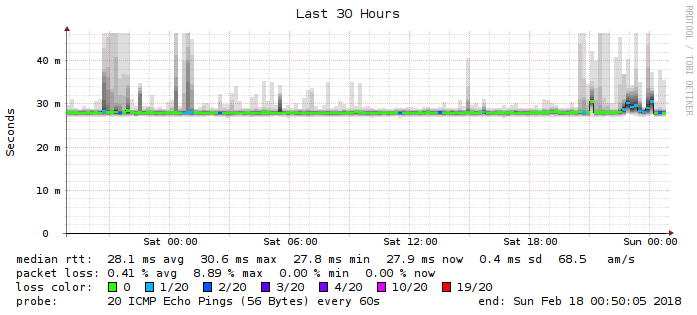 Last 30 Hours
RRDTOOL / TOBI OETIKER
Seconds
40 m
30 m
20 m
10 m
0
Sat 00:00 Sat 06:00 Sat 12:00 Sat 18:00 Sun 00:00
median rtt: 28.1 ms avg 30.6 ms max 27.8 ms min 27.9 ms now 0.4 ms sd 68.5 am/s
packet loss: 0.41 % avg 8.89 % max 0.00 % min 0.00 % now
loss color: 0 1/20 2/20 3/20 4/20 10/20 19/20
probe: 20 ICMP Echo Pings (56 Bytes) every 60s end: Sun Feb 18 00:50:05 2018